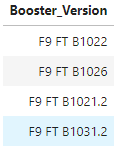 Booster_Version
F9 FT B1022
F9 FT B1026
F9 FT B1021.2
F9 FT B1031.2